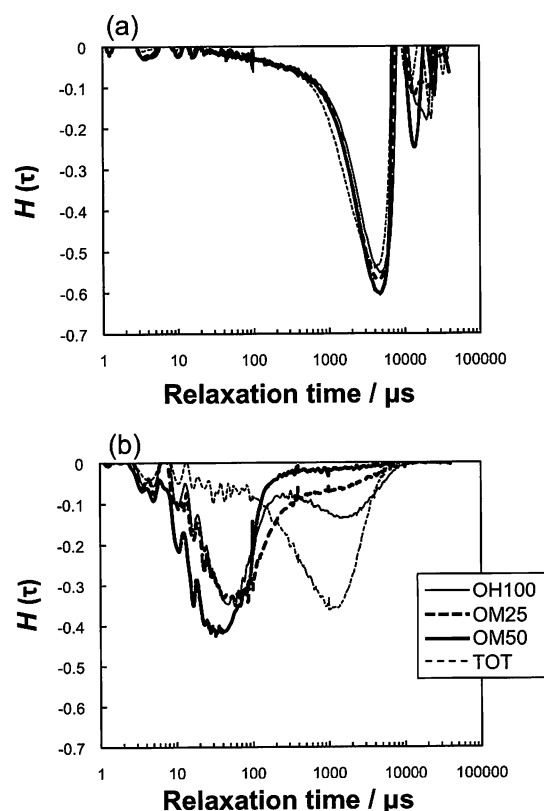 (a)
0
-0.1
-0.2
-0.3
-0.4
-0.5
-0.6
-0.7
H (τ)
1 10 100 1000 10000 100000
Relaxation time / μs
(b)
0
-0.1
-0.2
-0.3
-0.4
-0.5
-0.6
-0.7
H (τ)
OH100
OM25
OM50
TOT
1 10 100 1000 10000 100000
Relaxation time / μs